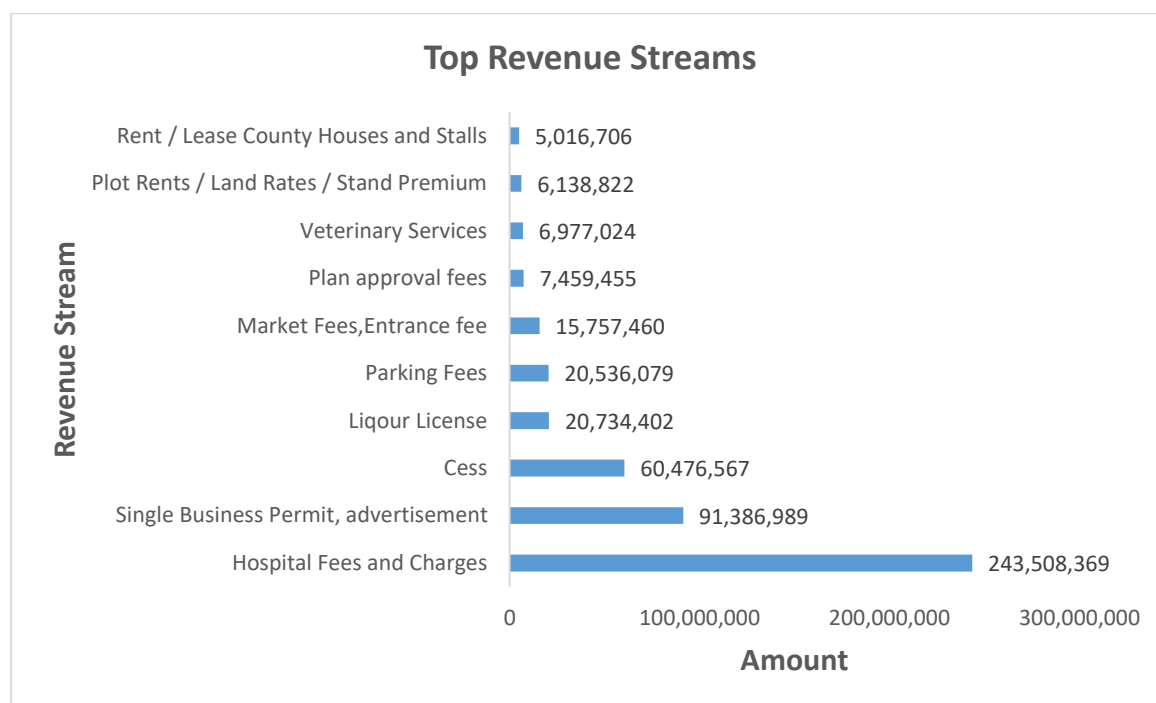 Top Revenue Streams
Revenue Stream
Rent / Lease County Houses and Stalls 5,016,706
Plot Rents / Land Rates / Stand Premium 6,138,822
Veterinary Services 6,977,024
Plan approval fees 7,459,455
Market Fees,Entrance fee 15,757,460
Parking Fees 20,536,079
Liqour License 20,734,402
Cess 60,476,567
Single Business Permit, advertisement 91,386,989
Hospital Fees and Charges 243,508,369
0 100,000,000 200,000,000 300,000,000
Amount